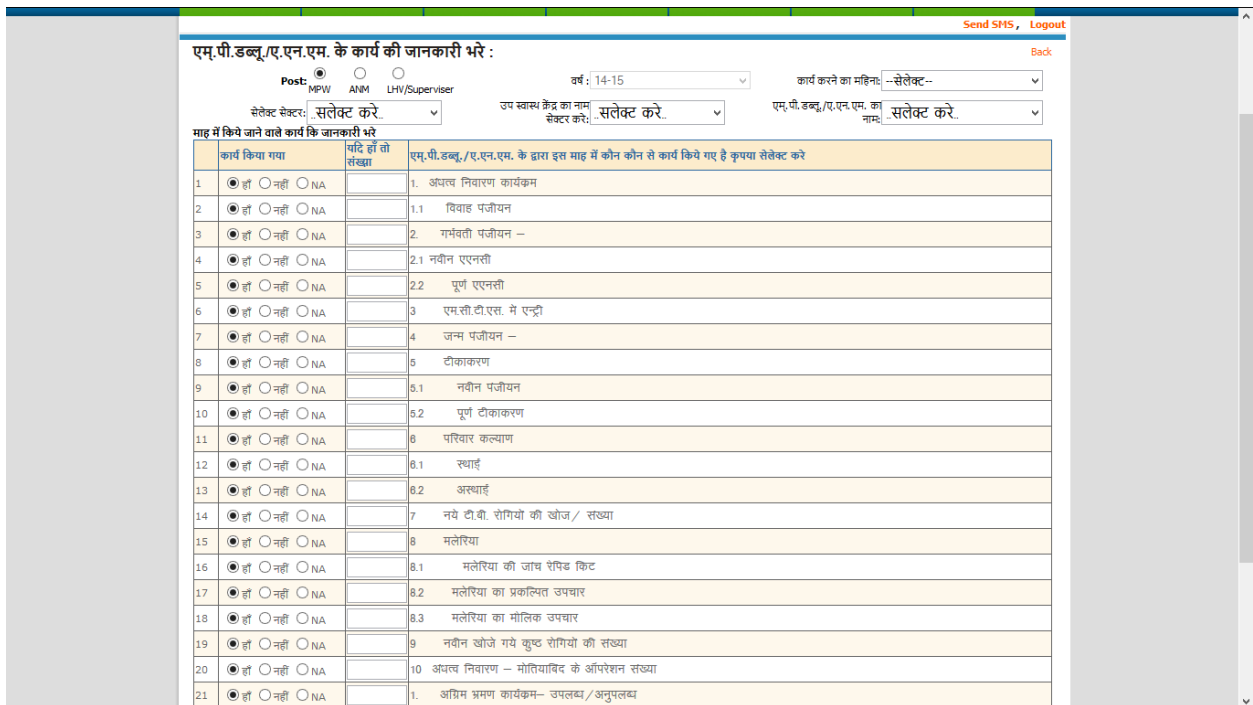 Send SMS , Logout
एम्.पी.डब्लू./ए.एन.एम. के कार्य की जानकारी भरे :
Back
Post: MPW ANM LHV/Superviser
वर्ष : 14-15
कार्य करने का महिना: --सेलेक्ट--
सेलेक्ट सेक्टर: ..सलेक्ट करे..
उप स्वास्थ केंद्र का नाम सेक्टर करे: ..सलेक्ट करे..
एम्.पी.डब्लू./ए.एन.एम. का नाम: ..सलेक्ट करे..
माह में किये जाने वाले कार्य कि जानकारी भरे
कार्य किया गया यदि हाँ तो संख्या एम्.पी.डब्लू./ए.एन.एम. के द्वारा इस माह में कौन कौन से कार्य किये गए है कृपया सेलेक्ट करे
1 हाँ नहीं NA 1. अंधत्व निवारण कार्यकम
2 हाँ नहीं NA 1.1 विवाह पंजीयन
3 हाँ नहीं NA 2. गर्भवती पंजीयन –
4 हाँ नहीं NA 2.1 नवीन एएनसी
5 हाँ नहीं NA 2.2 पूर्ण एएनसी
6 हाँ नहीं NA 3 एम.सी.टी.एस. में एन्ट्री
7 हाँ नहीं NA 4 जन्म पंजीयन –
8 हाँ नहीं NA 5 टीकाकरण
9 हाँ नहीं NA 5.1 नवीन पंजीयन
10 हाँ नहीं NA 5.2 पूर्ण टीकाकरण
11 हाँ नहीं NA 6 परिवार कल्याण
12 हाँ नहीं NA 6.1 स्थाई
13 हाँ नहीं NA 6.2 अस्थाई
14 हाँ नहीं NA 7 नये टी.बी. रोगियों की खोज / संख्या
15 हाँ नहीं NA 8 मलेरिया
16 हाँ नहीं NA 8.1 मलेरिया की जांच रेपिड किट
17 हाँ नहीं NA 8.2 मलेरिया का प्रकल्पित उपचार
18 हाँ नहीं NA 8.3 मलेरिया का मौलिक उपचार
19 हाँ नहीं NA 9 नवीन खोजे गये कुष्ठ रोगियों की संख्या
20 हाँ नहीं NA 10 अंधत्व निवारण – मोतियाबिंद के ऑपरेशन संख्या
21 हाँ नहीं NA 1. अग्रिम भ्रमण कार्यकम– उपलब्ध/अनुपलब्ध